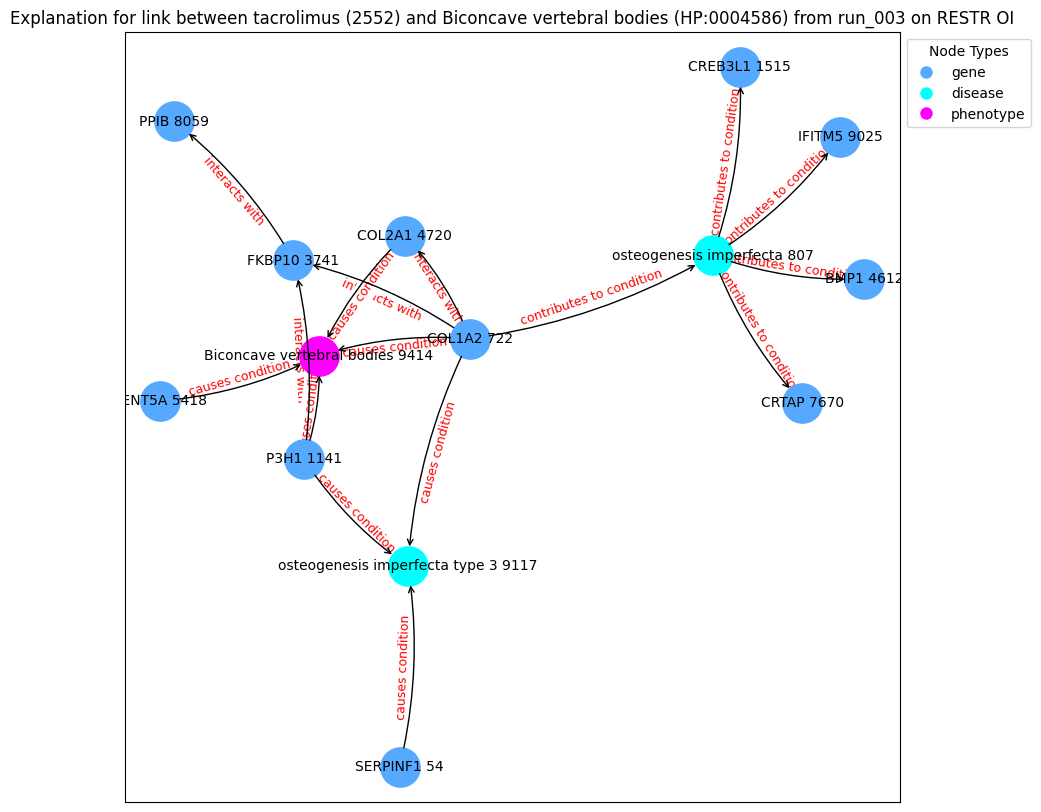 Explanation for link between tacrolimus (2552) and Biconcave vertebral bodies (HP:0004586) from run_003 on RESTR OI
Node Types
gene
disease
phenotype
CREB3L1 1515
PPIB 8059
IFITM5 9025
contributes to condition
contributes to condition
interacts with
COL2A1 4720
osteogenesis imperfecta 807
FKBP10 3741
contributes to condition
BMP1 4612
interacts with
causes condition
interacts with
contributes to condition
contributes to condition
COL1A2 722
causes condition
Biconcave vertebral bodies 9414
interacts with
causes condition
causes condition
ENT5A 5418
CRTAP 7670
P3H1 1141
causes condition
causes condition
osteogenesis imperfecta type 3 9117
causes condition
SERPINF1 54